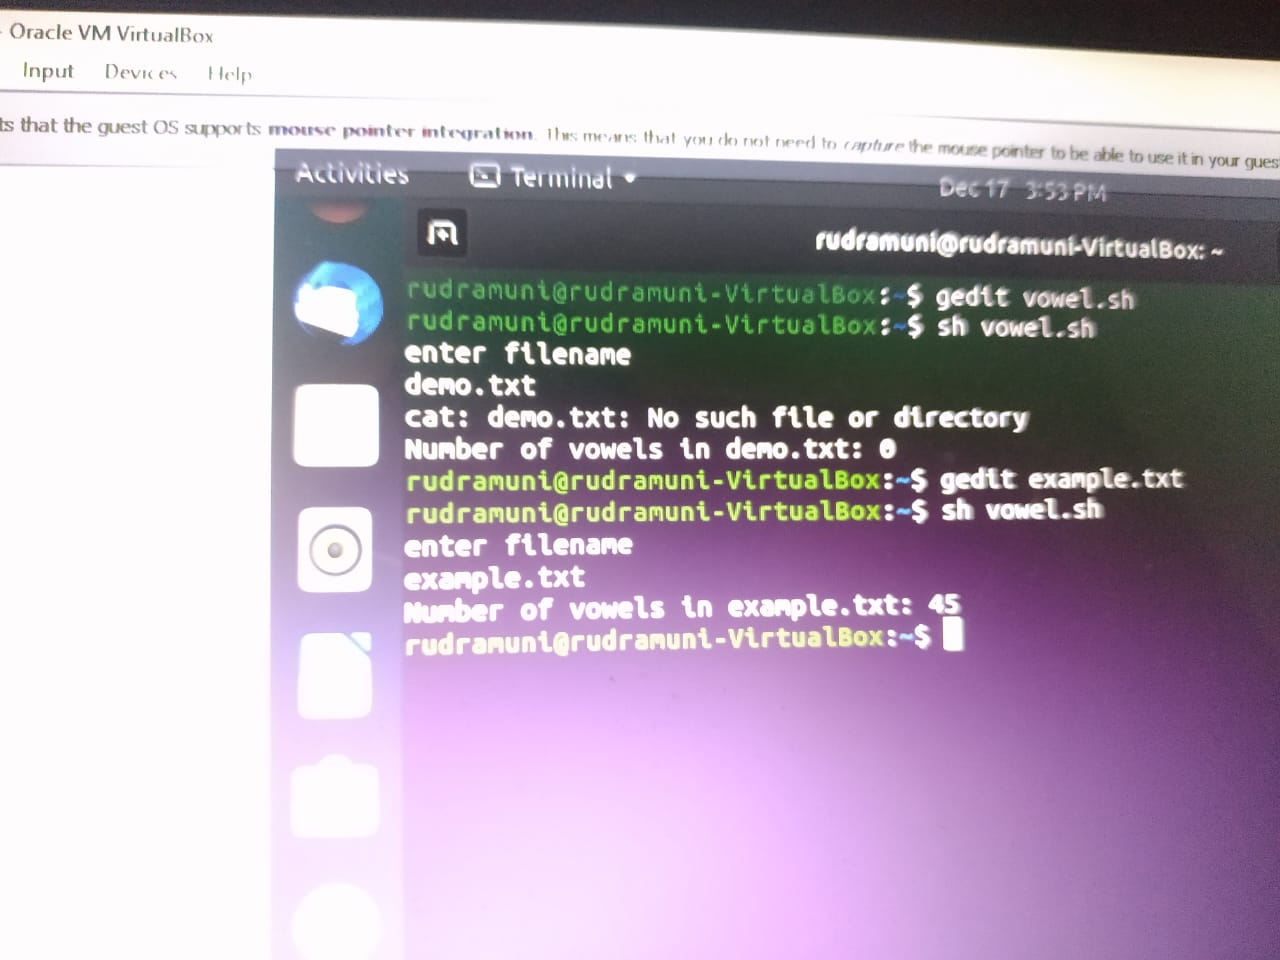 - Oracle VM VirtualBox
Input Devices Help
ts that the guest OS supports mouse pointer integration. This means that you do not need to capture the mouse pointer to be able to use it in your gues
Activities Terminal Dec 17 3:53 PM
rudramuni@rudramuni-VirtualBox: ~
rudramuni@rudramuni-VirtualBox:~$ gedit vowel.sh
rudramuni@rudramuni-VirtualBox:~$ sh vowel.sh
enter filename
demo.txt
cat: demo.txt: No such file or directory
Number of vowels in demo.txt: 0
rudramuni@rudramuni-VirtualBox:~$ gedit example.txt
rudramuni@rudramuni-VirtualBox:~$ sh vowel.sh
enter filename
example.txt
Number of vowels in example.txt: 45
rudramuni@rudramuni-VirtualBox:~$